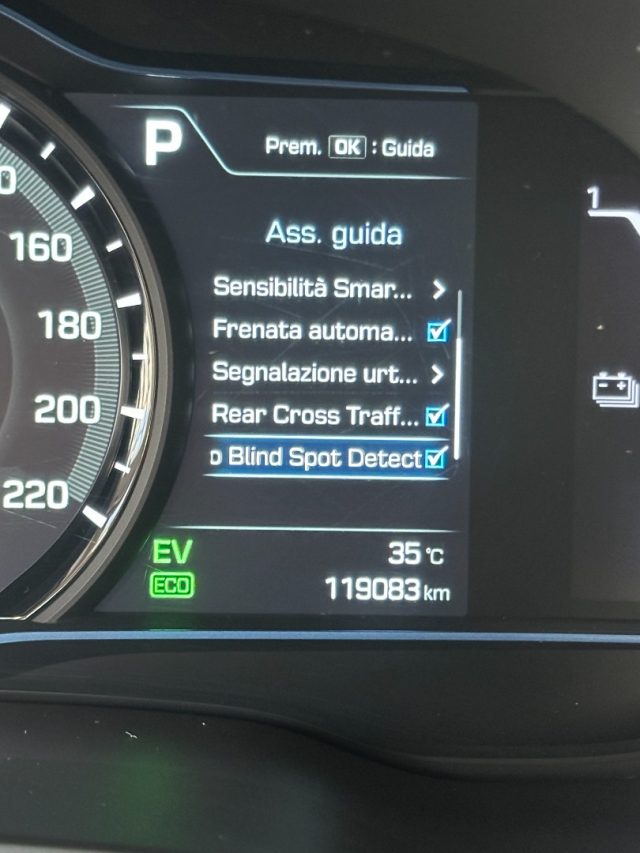 P
Prem. OK : Guida
Ass. guida
Sensibilità Smar... >
Frenata automa...
Segnalazione urt... >
Rear Cross Traff...
Blind Spot Detect
EV
ECO
35 °C
119083 km
160
180
200
220
1